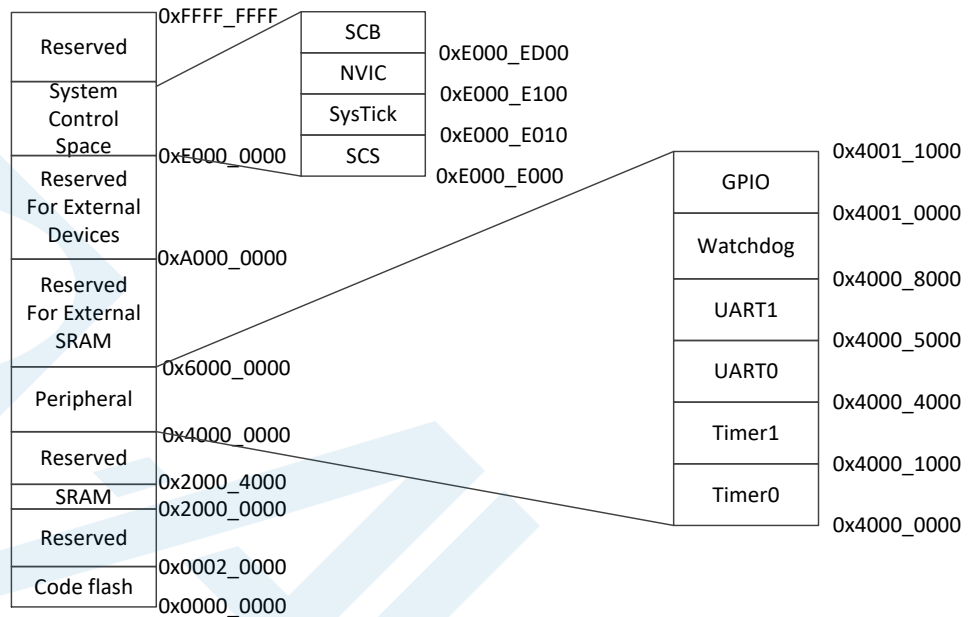 0xFFFF_FFFF
Reserved
System
Control
Space
0xE000_0000
Reserved
For External
Devices
0xA000_0000
Reserved
For External
SRAM
0x6000_0000
Peripheral
0x4000_0000
Reserved
0x2000_4000
SRAM
0x2000_0000
Reserved
0x0002_0000
Code flash
0x0000_0000
SCB
0xE000_ED00
NVIC
0xE000_E100
SysTick
0xE000_E010
SCS
0xE000_E000
0x4001_1000
GPIO
0x4001_0000
Watchdog
0x4000_8000
UART1
0x4000_5000
UART0
0x4000_4000
Timer1
0x4000_1000
Timer0
0x4000_0000